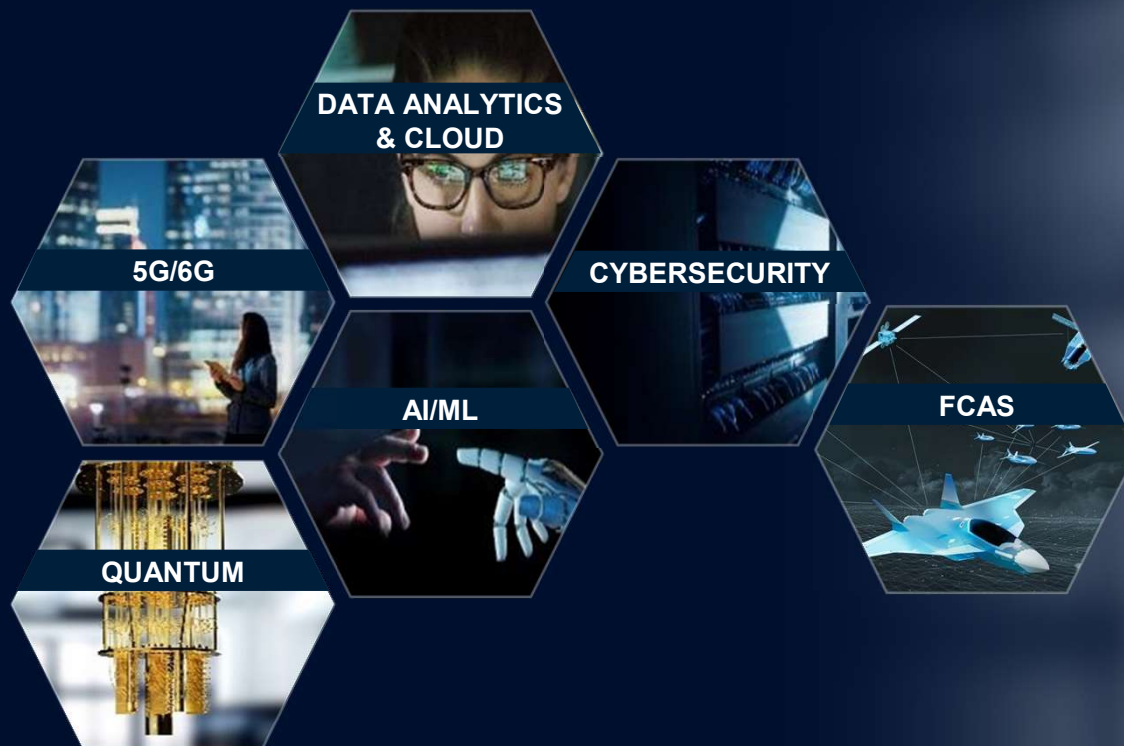 DATA ANALYTICS
& CLOUD
5G/6G
CYBERSECURITY
AI/ML
FCAS
QUANTUM